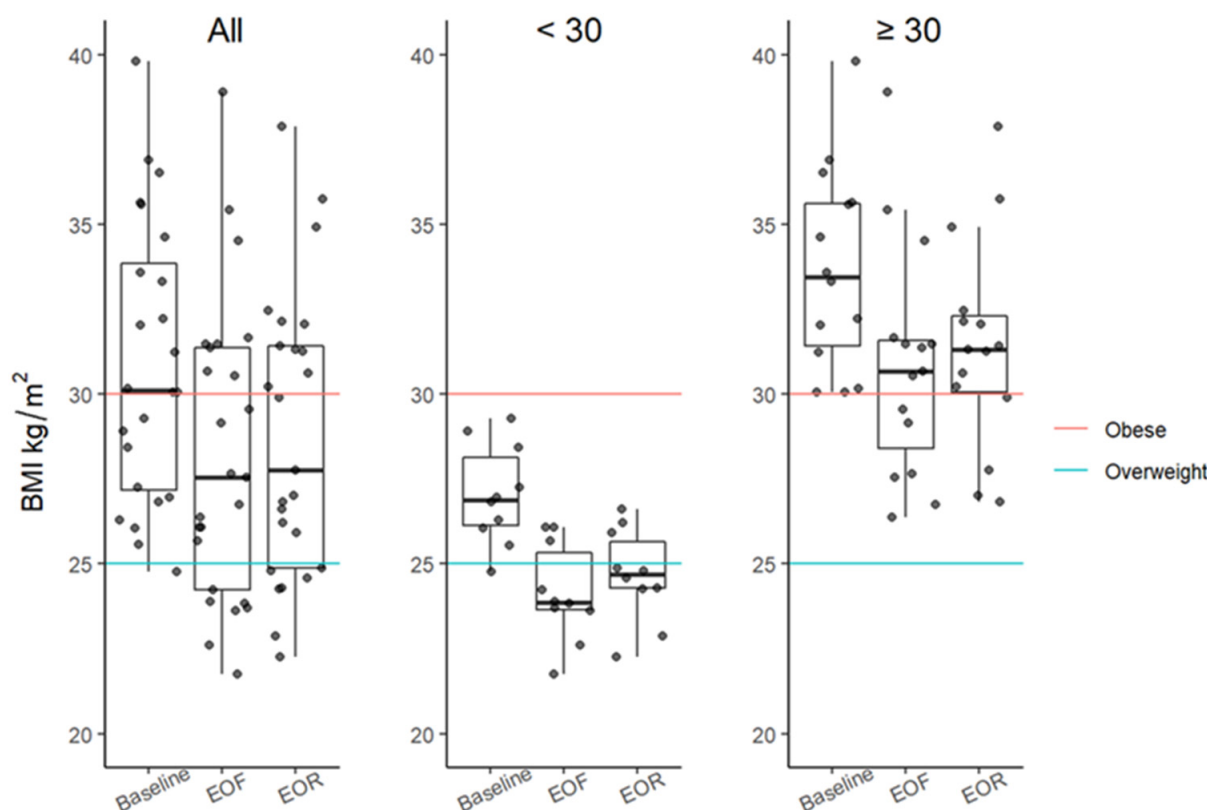 All
< 30
≥ 30
BMI kg/m²
40
35
30
25
20
Baseline
EOF
EOR
40
35
30
25
20
Baseline
EOF
EOR
40
35
30
25
20
Baseline
EOF
EOR
Obese
Overweight